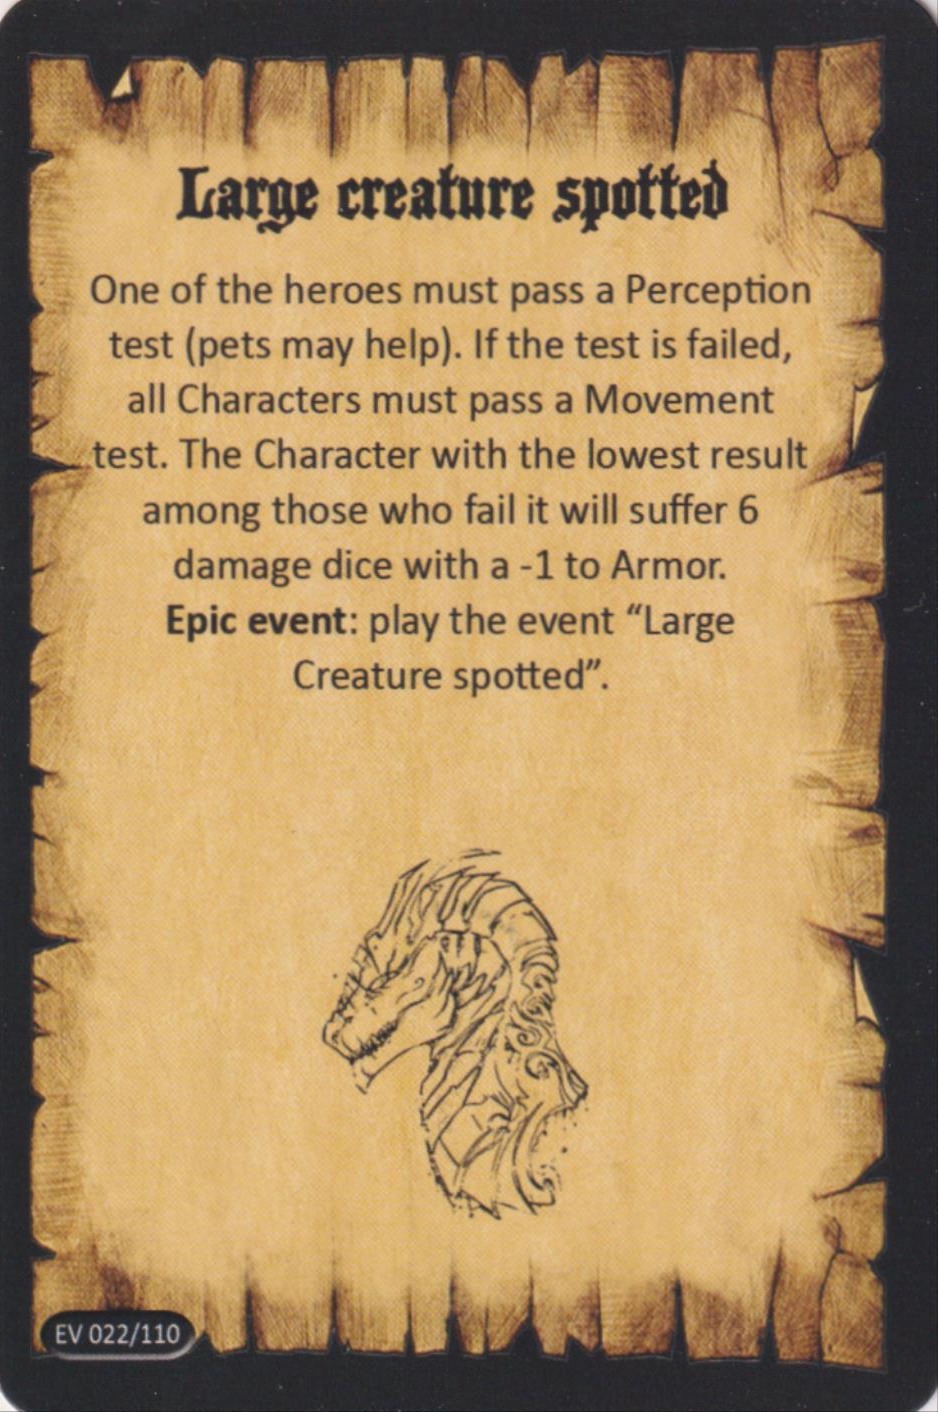 Large creature spotted
One of the heroes must pass a Perception
test (pets may help). If the test is failed,
all Characters must pass a Movement
test. The Character with the lowest result
among those who fail it will suffer 6
damage dice with a -1 to Armor.
Epic event: play the event “Large
Creature spotted”.
EV 022/110